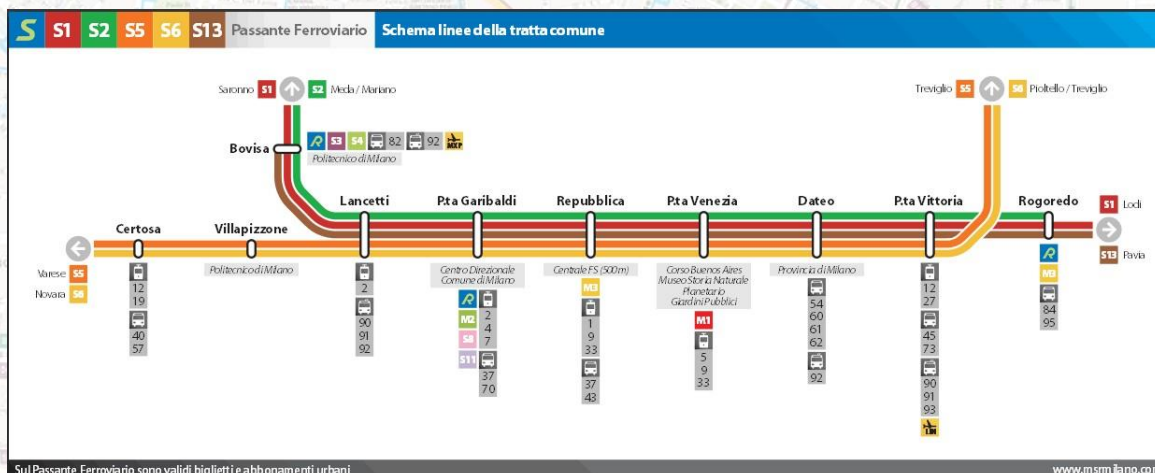 S S1 S2 S5 S6 S13 Passante Ferroviario Schema linee della tratta comune
Saronno S1 S2 Meda / Mariano
Treviglio S5 S6 Pioltello / Treviglio
Bovisa
R S3 S4 82 92 MXP
Politecnico di Milano
Certosa
12
19
40
57
Villapizzone
Politecnico di Milano
Lancetti
2
90
91
92
P.ta Garibaldi
Centro Direzionale
Comune di Milano
R
M2
S8
S11
2
4
7
37
70
Repubblica
Centrale FS (500m)
M3
1
9
33
37
43
P.ta Venezia
Corso Buenos Aires
Museo Storia Naturale
Planetario
Giardini Pubblici
M1
5
9
33
Dateo
Provincia di Milano
54
60
61
62
92
P.ta Vittoria
12
27
45
73
90
91
93
LIN
Rogoredo
R
M3
84
95
S1 Lodi
S13 Pavia
Varese S5
Novara S6
Sul Passante Ferroviario sono validi biglietti e abbonamenti urbani
www.msrmilano.com